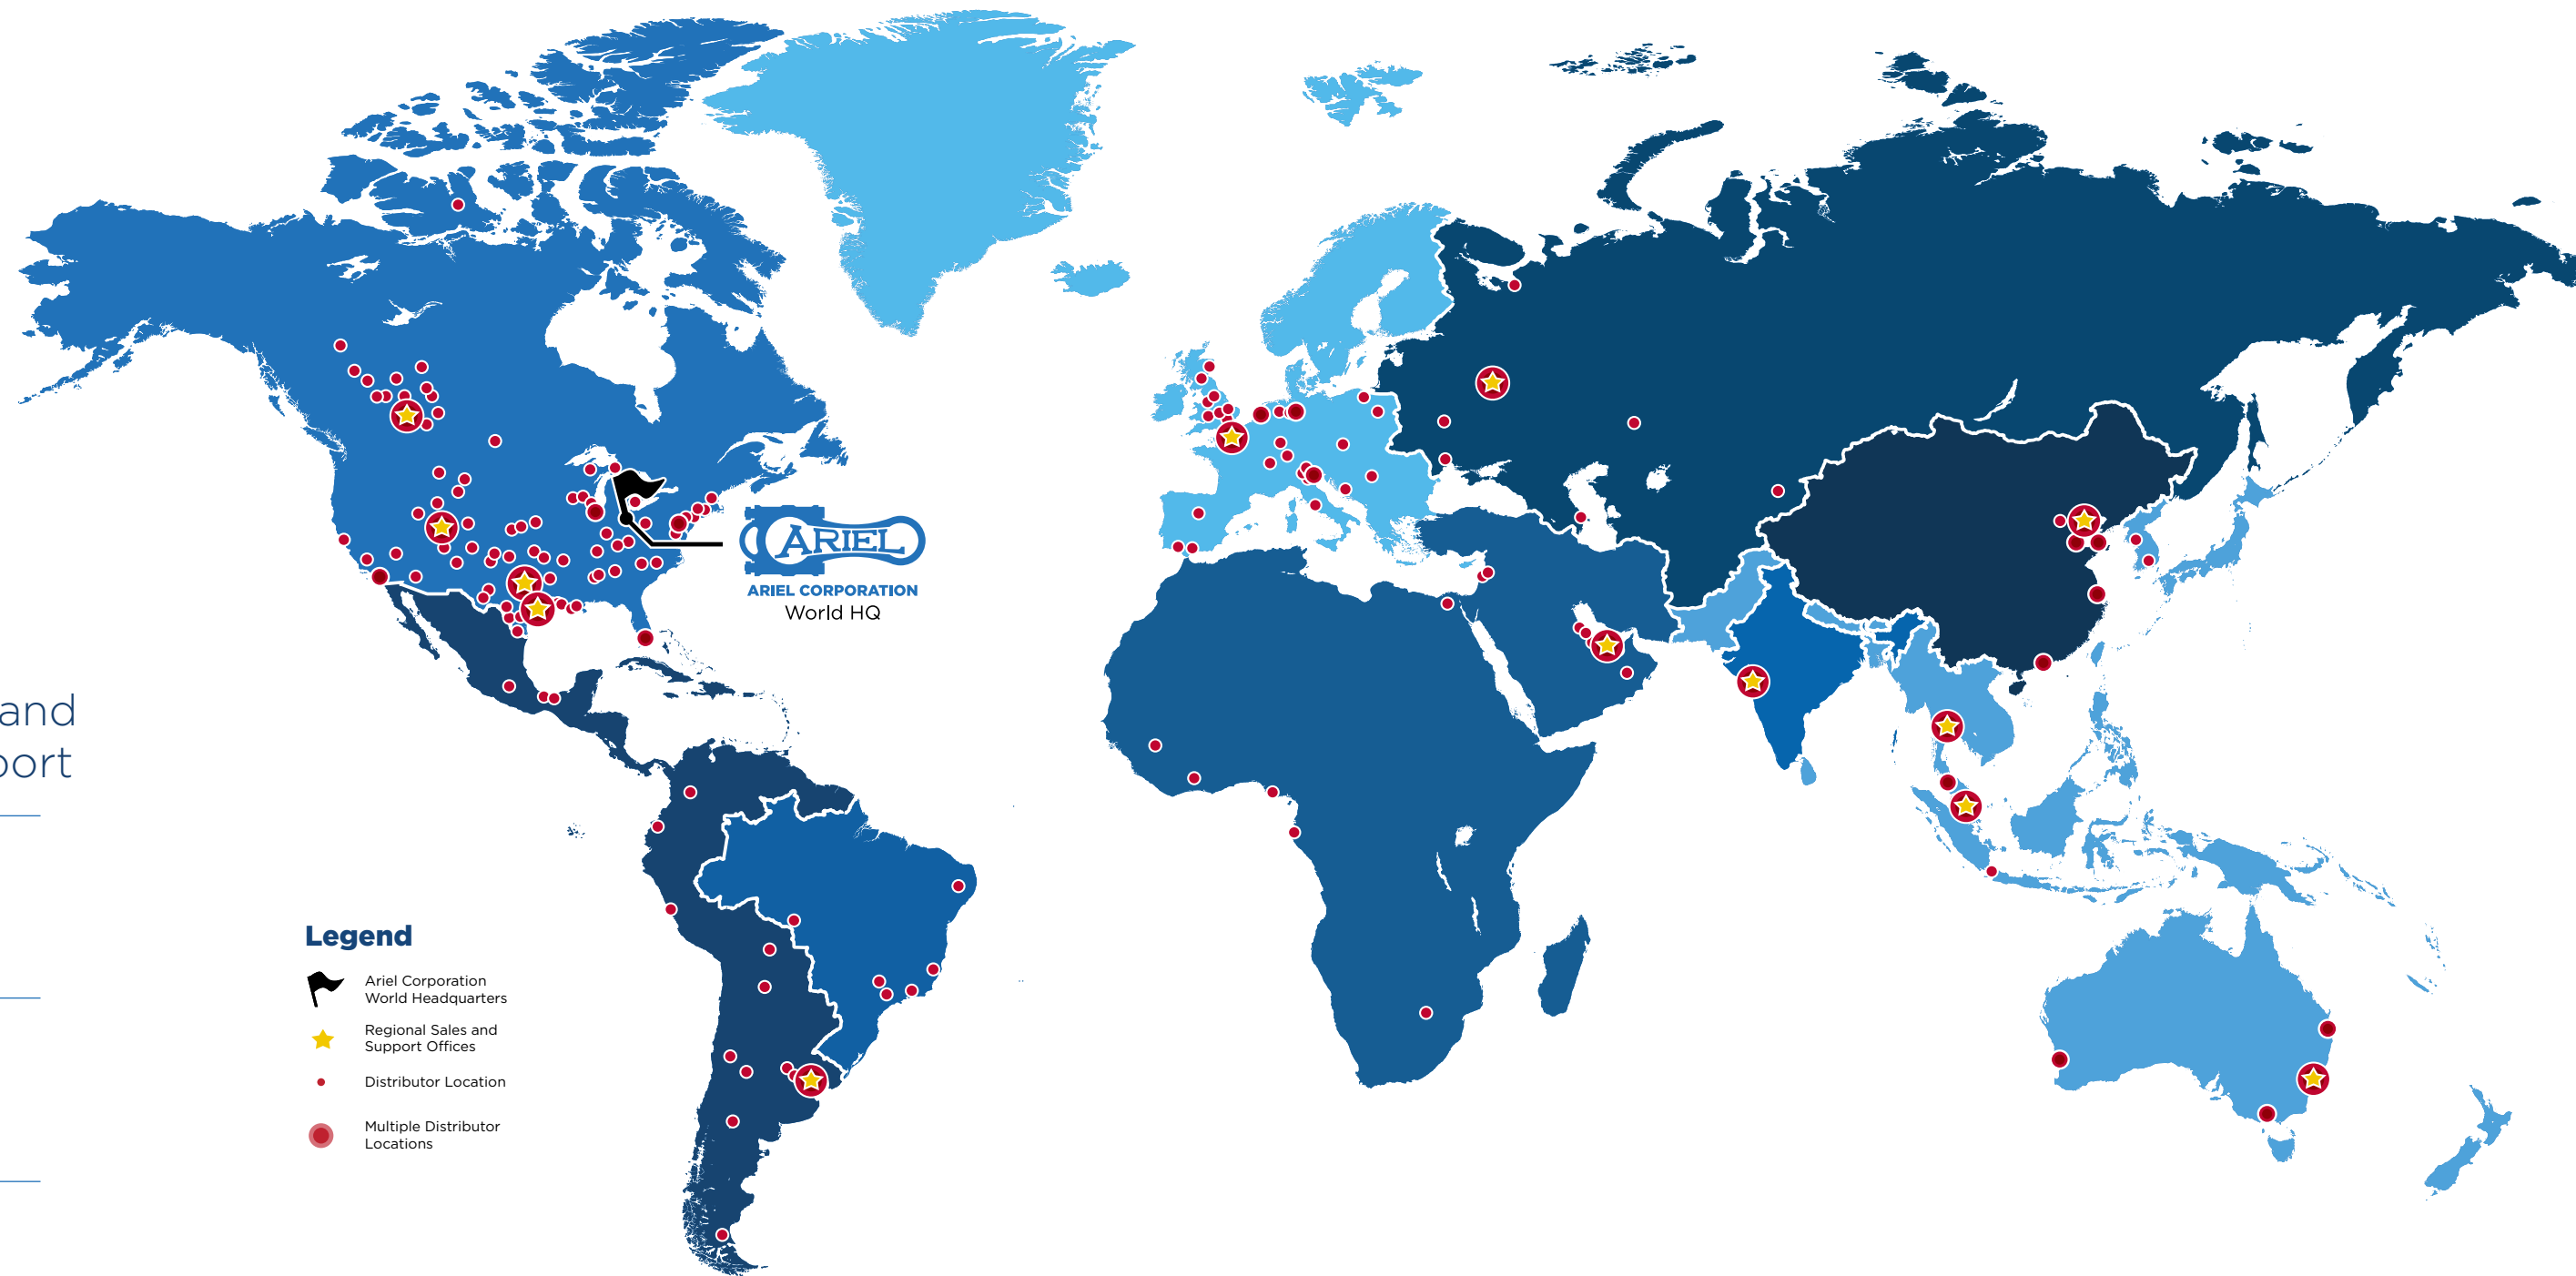 and
port
ARIEL
ARIEL CORPORATION
World HQ
Legend
Ariel Corporation
World Headquarters
Regional Sales and
Support Offices
Distributor Location
Multiple Distributor
Locations